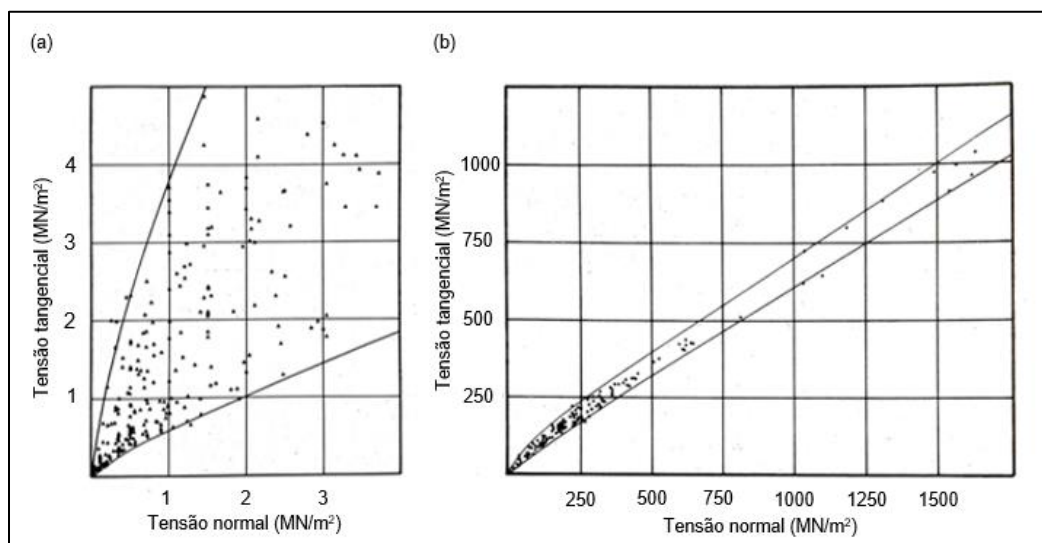 (a)
(b)
Tensão tangencial (MN/m²)
4
3
2
1
1 2 3
Tensão normal (MN/m²)
Tensão tangencial (MN/m²)
1000
750
500
250
250 500 750 1000 1250 1500
Tensão normal (MN/m²)